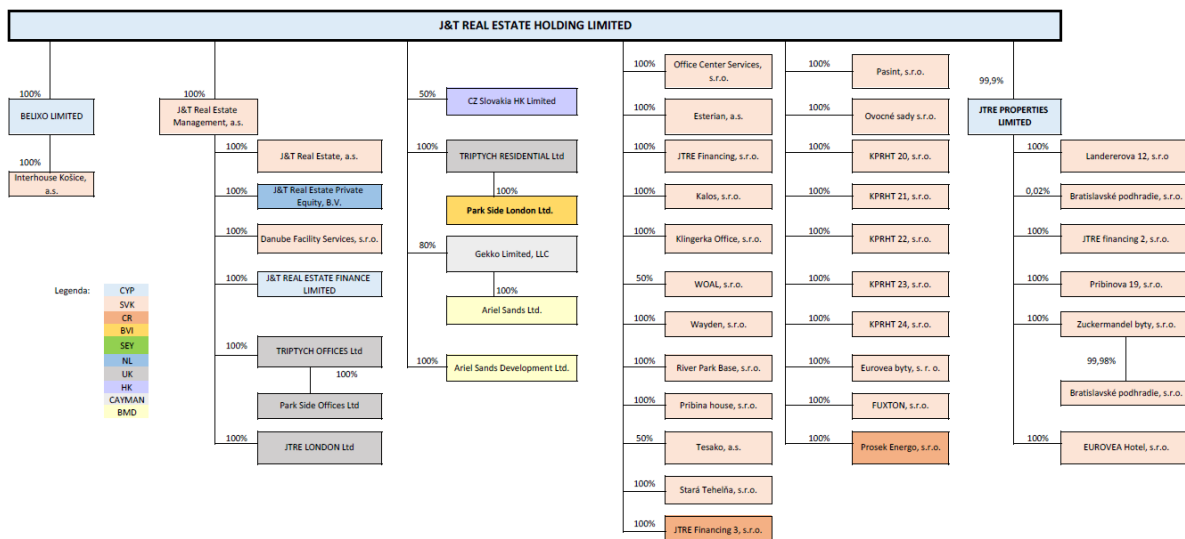 J&T REAL ESTATE HOLDING LIMITED
100%
BELIXO LIMITED
100%
Interhouse Košice,
a.s.
100%
J&T Real Estate
Management, a.s.
100%
J&T Real Estate, a.s.
100%
J&T Real Estate Private
Equity, B.V.
100%
Danube Facility Services, s.r.o.
100%
J&T REAL ESTATE FINANCE
LIMITED
100%
TRIPTYCH OFFICES Ltd
100%
Park Side Offices Ltd
100%
JTRE LONDON Ltd
50%
CZ Slovakia HK Limited
100%
TRIPTYCH RESIDENTIAL Ltd
100%
Park Side London Ltd.
80%
Gekko Limited, LLC
100%
Ariel Sands Ltd.
100%
Ariel Sands Development Ltd.
100%
Office Center Services,
s.r.o.
100%
Esterian, a.s.
100%
JTRE Financing, s.r.o.
100%
Kalos, s.r.o.
100%
Klingerka Office, s.r.o.
50%
WOAL, s.r.o.
100%
Wayden, s.r.o.
100%
River Park Base, s.r.o.
100%
Pribina house, s.r.o.
50%
Tesako, a.s.
100%
Stará Tehelňa, s.r.o.
100%
JTRE Financing 3, s.r.o.
100%
Pasint, s.r.o.
100%
Ovocné sady s.r.o.
100%
KPRHT 20, s.r.o.
100%
KPRHT 21, s.r.o.
100%
KPRHT 22, s.r.o.
100%
KPRHT 23, s.r.o.
100%
KPRHT 24, s.r.o.
100%
Eurovea byty, s. r. o.
100%
FUXTON, s.r.o.
100%
Prosek Energo, s.r.o.
99,9%
JTRE PROPERTIES
LIMITED
100%
Landererova 12, s.r.o
0,02%
Bratislavské podhradie, s.r.o.
100%
JTRE financing 2, s.r.o.
100%
Pribinova 19, s.r.o.
100%
Zuckermandel byty, s.r.o.
99,98%
Bratislavské podhradie, s.r.o.
100%
EUROVEA Hotel, s.r.o.
Legenda:
CYP
SVK
CR
BVI
SEY
NL
UK
HK
CAYMAN
BMD